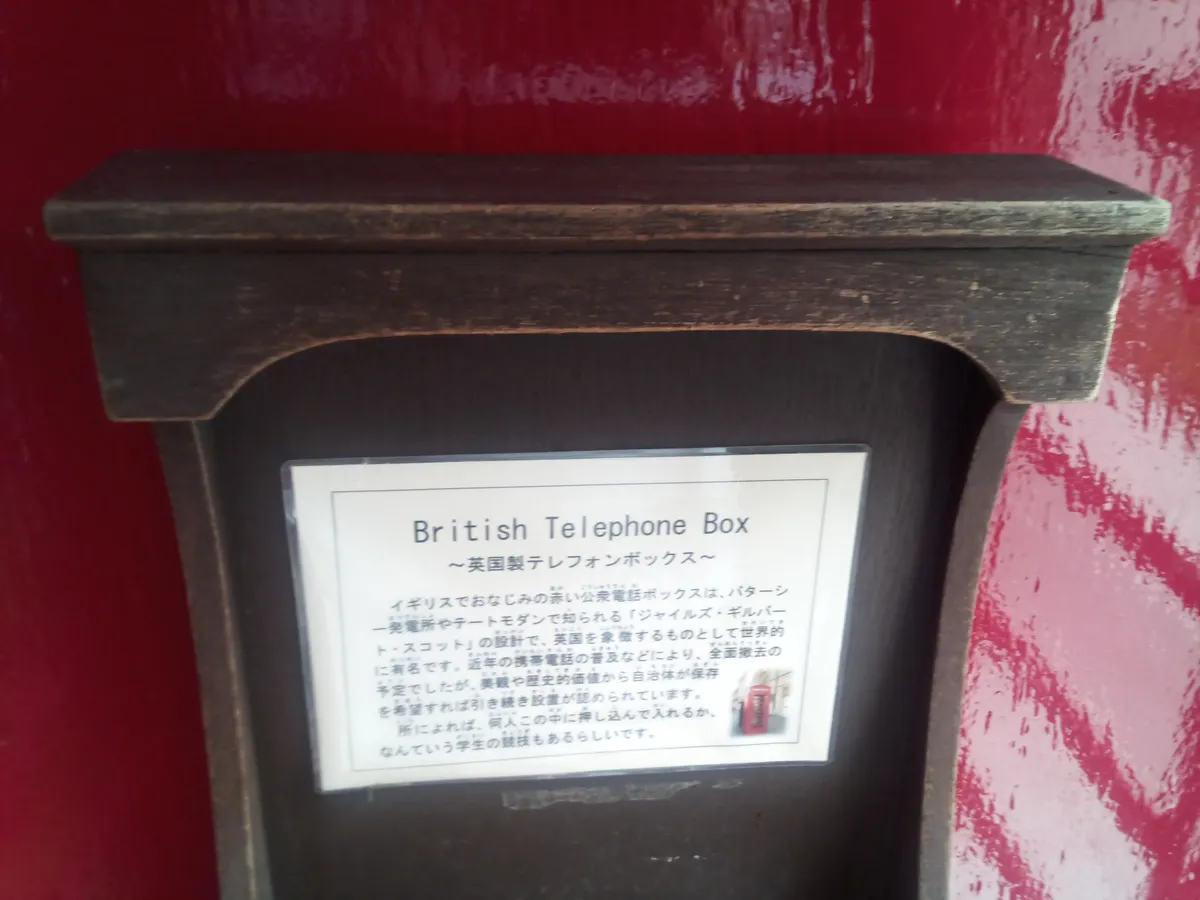 British Telephone Box
～英国製テレフォンボックス～
イギリスでおなじみの赤い公衆電話ボックスは、バターシ
ー発電所やテートモダンで知られる「ジャイルズ・ギルバー
ト・スコット」の設計で、英国を象徴するものとして世界的
に有名です。近年の携帯電話の普及などにより、全面撤去の
予定でしたが、美観や歴史的価値から自治体が保存
を希望すれば引き続き設置が認められています。
所によれば、何人この中に押し込んで入れるか、
なんていう学生の競技もあるらしいです。